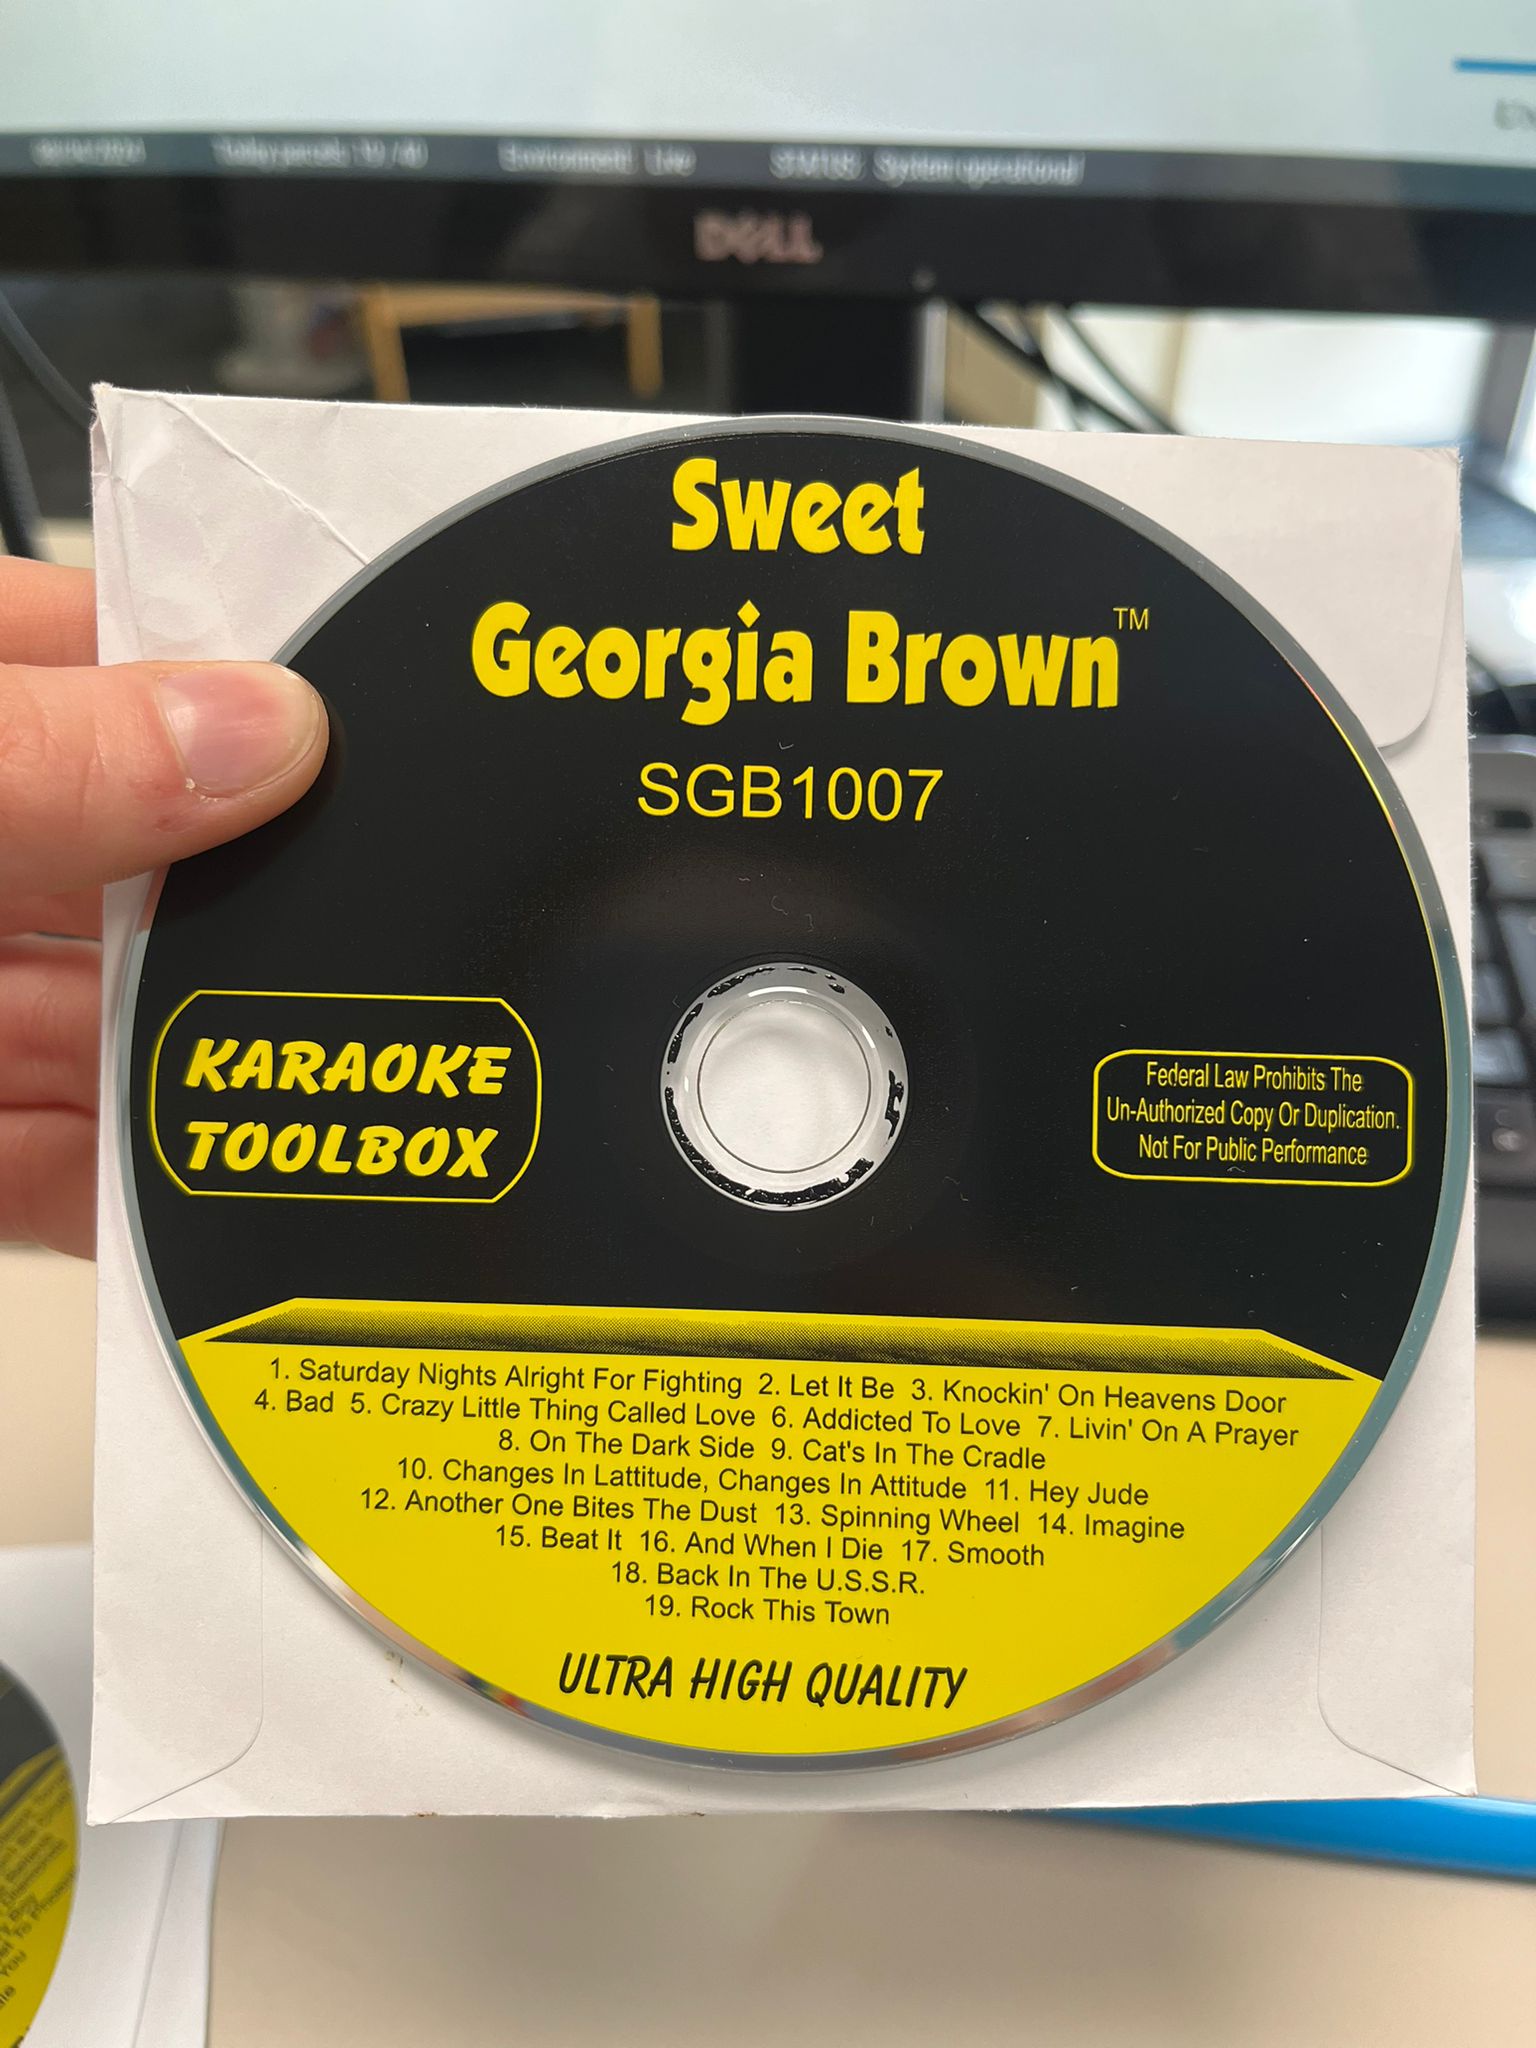 Environment: Live
STATUS: System operational
DELL
Sweet
Georgia Brown™
SGB1007
KARAOKE
TOOLBOX
Federal Law Prohibits The
Un-Authorized Copy Or Duplication.
Not For Public Performance
1. Saturday Nights Alright For Fighting 2. Let It Be 3. Knockin' On Heavens Door
4. Bad 5. Crazy Little Thing Called Love 6. Addicted To Love 7. Livin' On A Prayer
8. On The Dark Side 9. Cat's In The Cradle
10. Changes In Lattitude, Changes In Attitude 11. Hey Jude
12. Another One Bites The Dust 13. Spinning Wheel 14. Imagine
15. Beat It 16. And When I Die 17. Smooth
18. Back In The U.S.S.R.
19. Rock This Town
ULTRA HIGH QUALITY